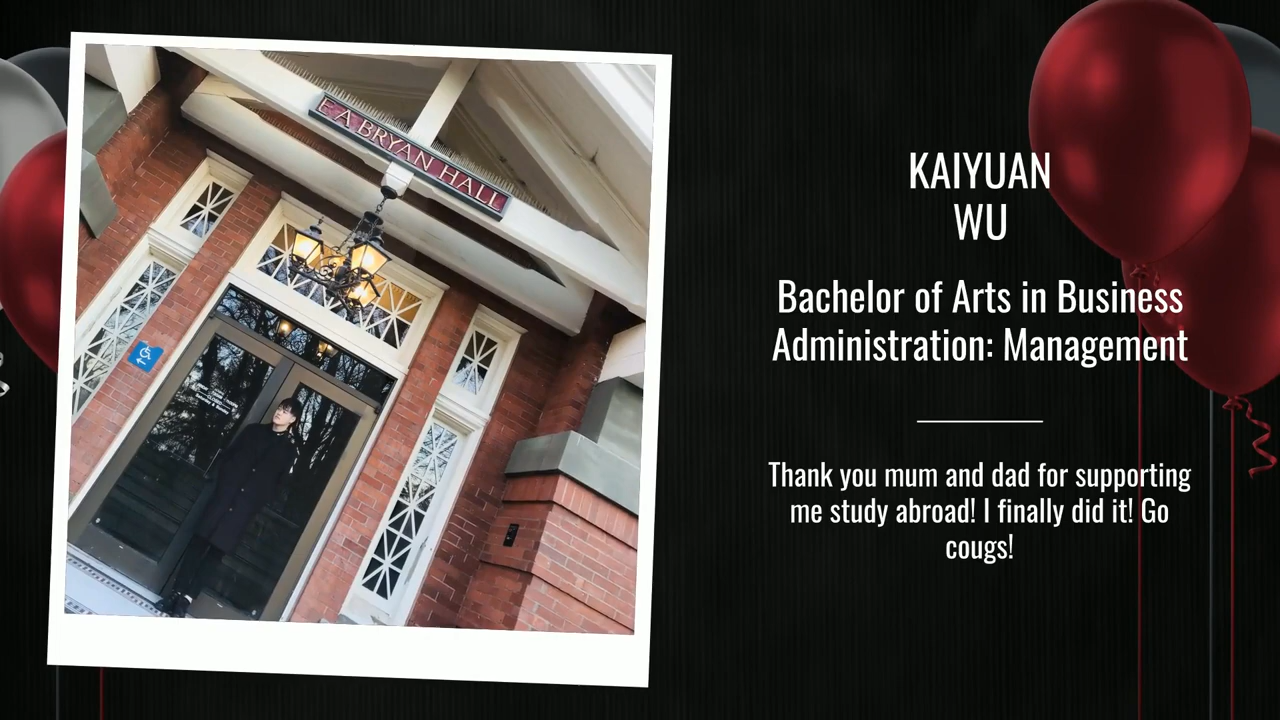 E A BRYAN HALL
KAIYUAN
WU
Bachelor of Arts in Business
Administration: Management
Thank you mum and dad for supporting
me study abroad! I finally did it! Go
cougs!